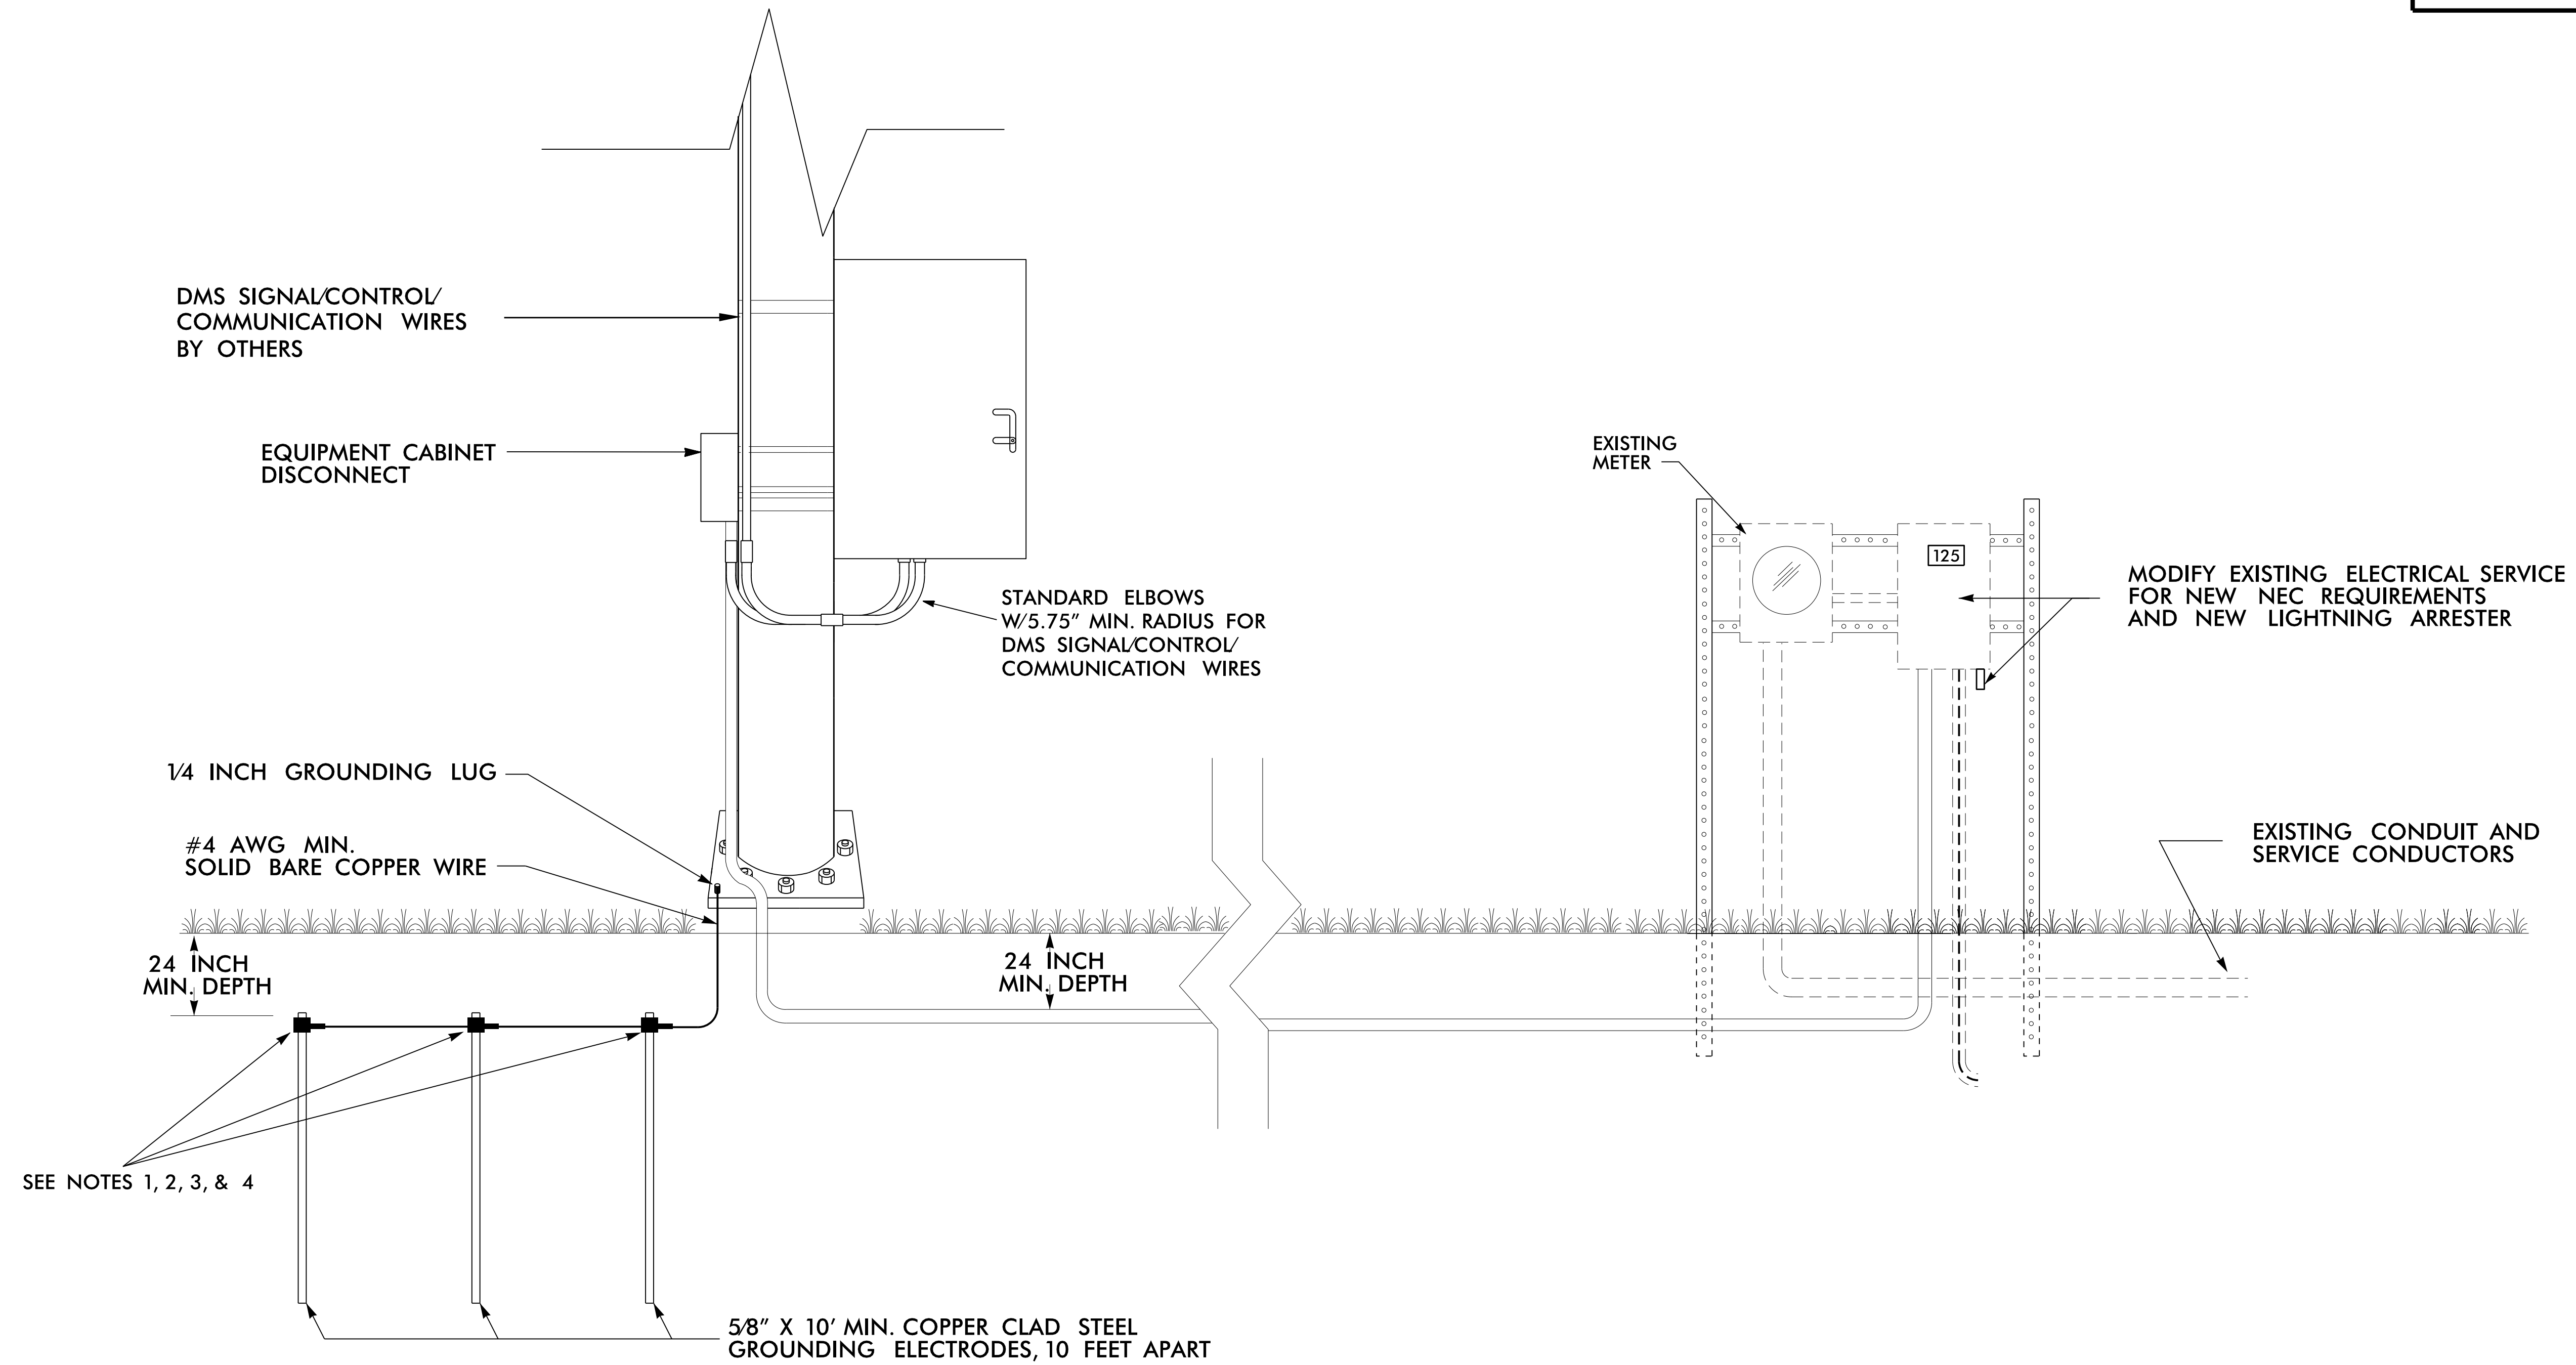 DMS SIGNAL/CONTROL/
COMMUNICATION WIRES
BY OTHERS
EQUIPMENT CABINET
DISCONNECT
STANDARD ELBOWS
W/5.75" MIN. RADIUS FOR
DMS SIGNAL/CONTROL/
COMMUNICATION WIRES
EXISTING
METER
125
MODIFY EXISTING ELECTRICAL SERVICE
FOR NEW NEC REQUIREMENTS
AND NEW LIGHTNING ARRESTER
1/4 INCH GROUNDING LUG
#4 AWG MIN.
SOLID BARE COPPER WIRE
EXISTING CONDUIT AND
SERVICE CONDUCTORS
24 INCH
MIN. DEPTH
24 INCH
MIN. DEPTH
SEE NOTES 1, 2, 3, & 4
5/8" X 10' MIN. COPPER CLAD STEEL
GROUNDING ELECTRODES, 10 FEET APART